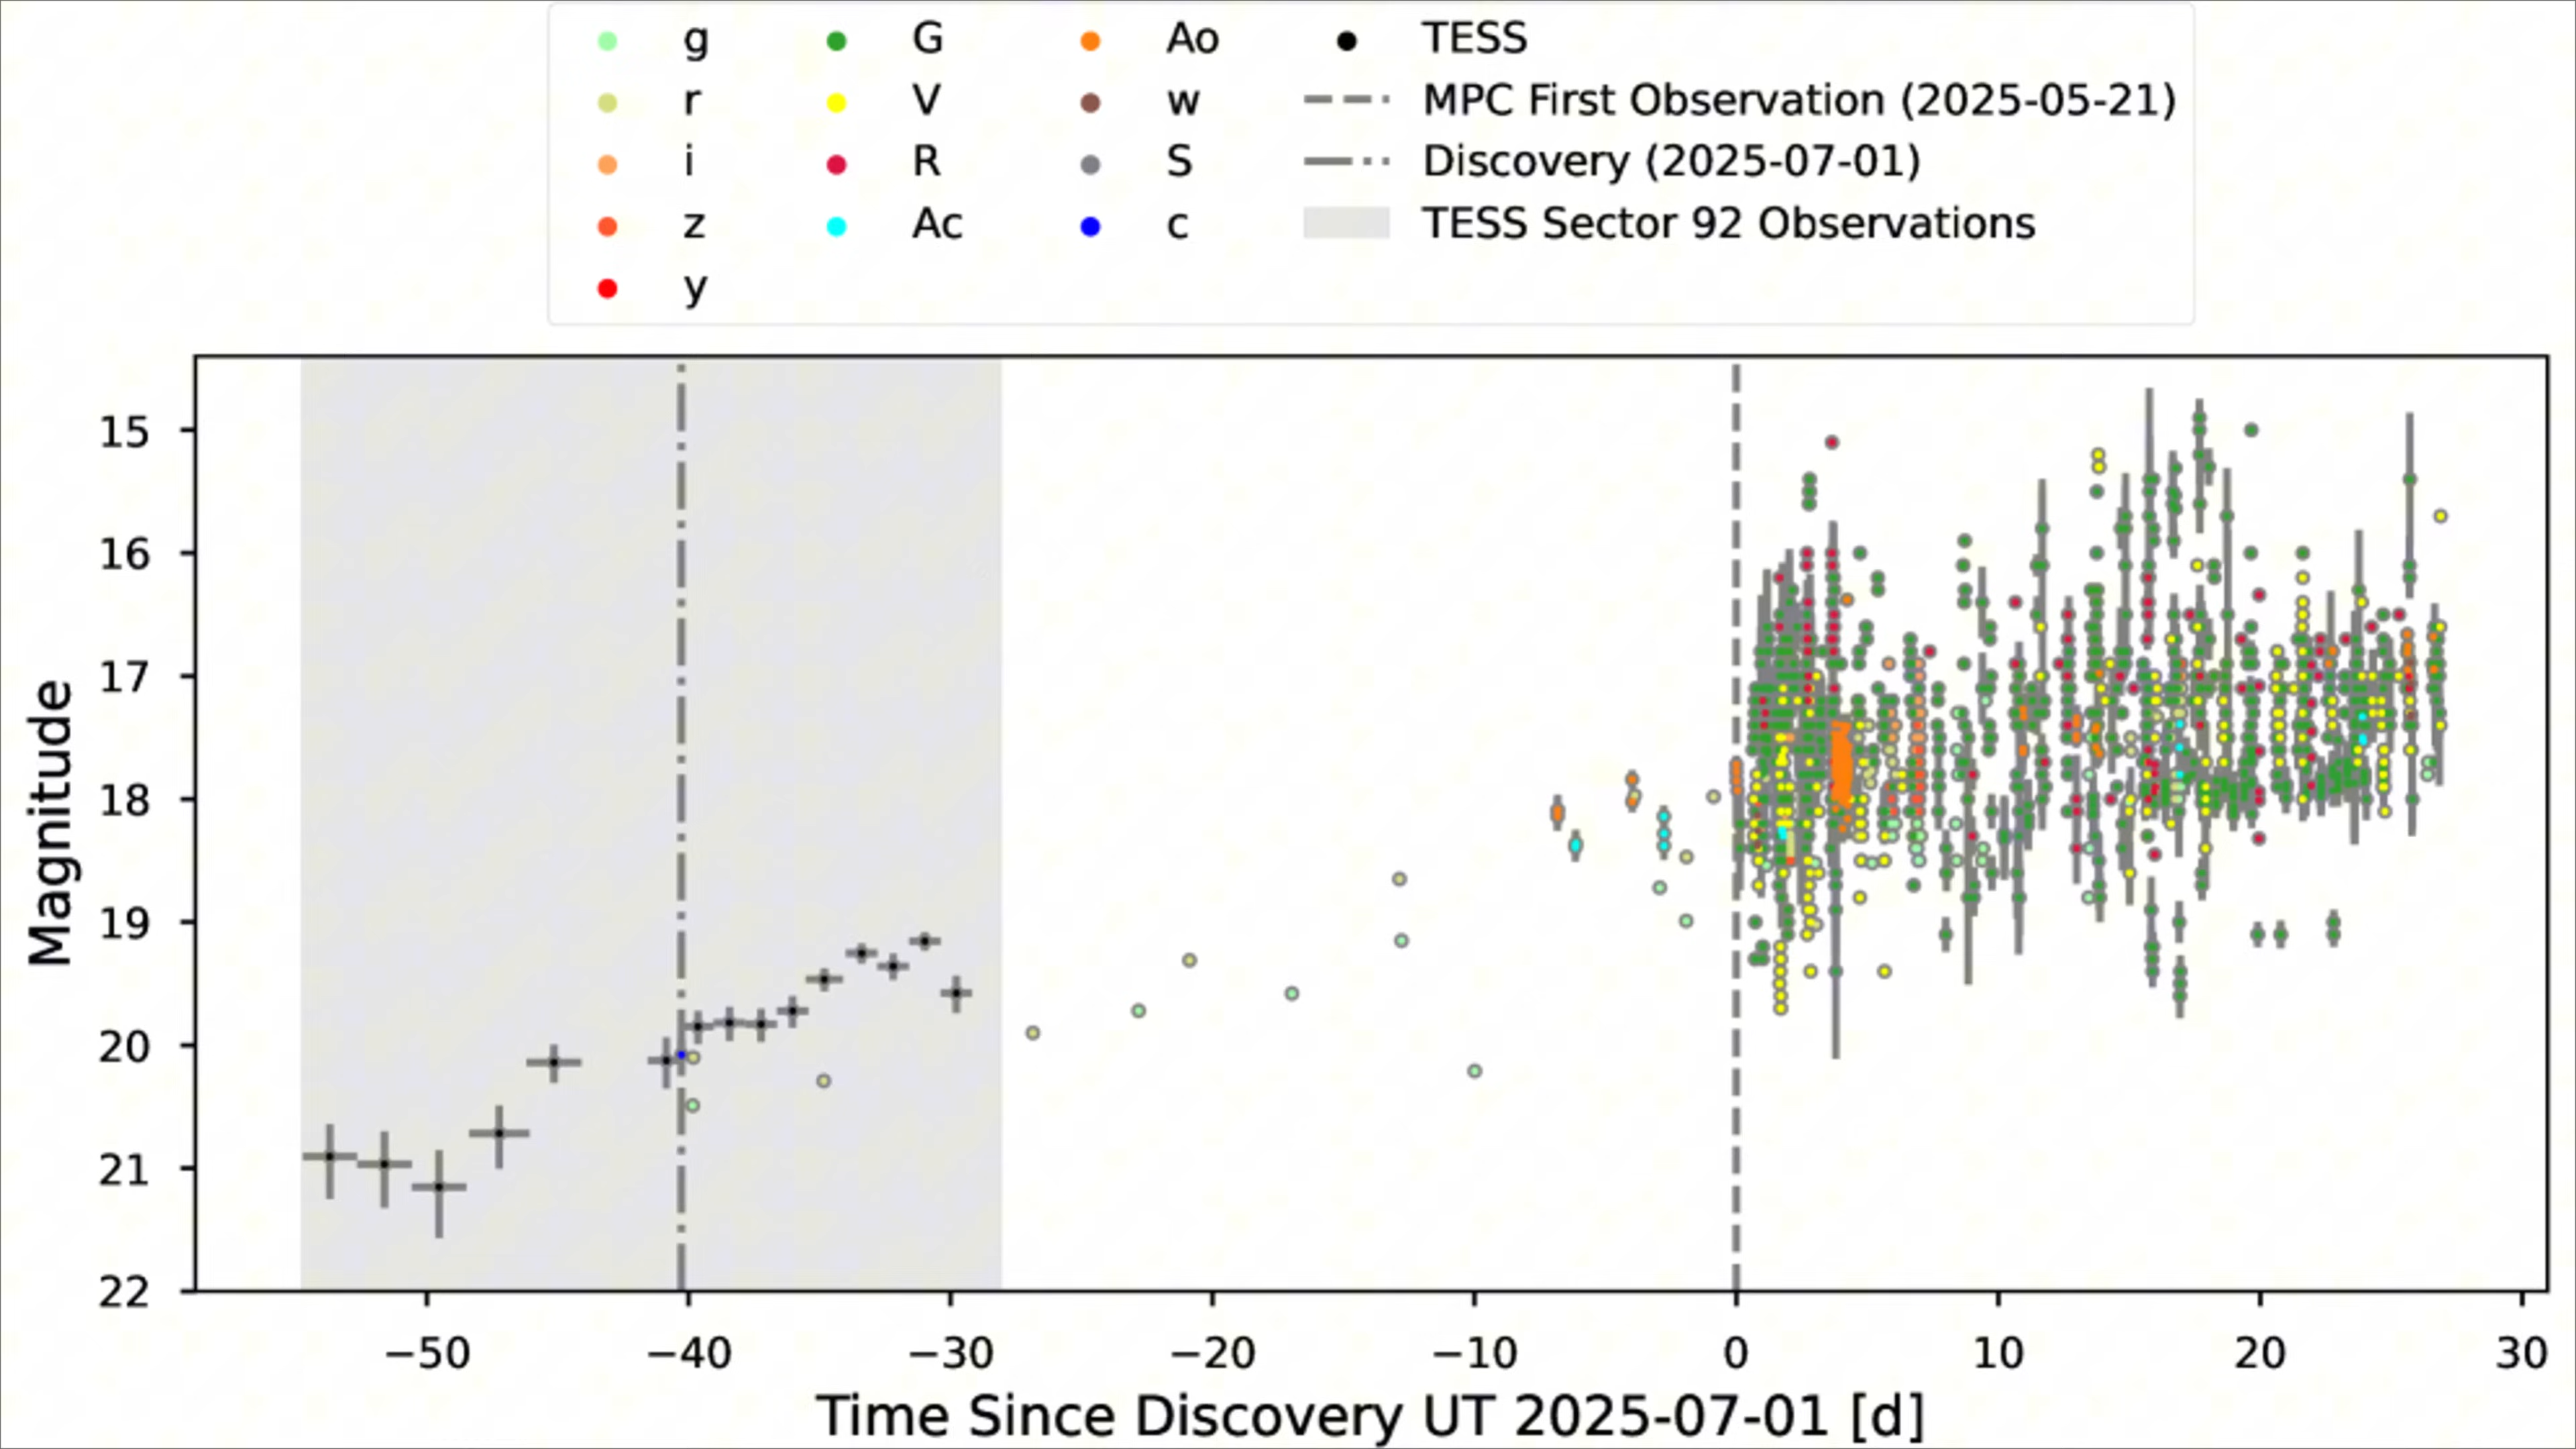 g G Ao TESS
r V w MPC First Observation (2025-05-21)
i R S Discovery (2025-07-01)
z Ac c TESS Sector 92 Observations
y
15
16
17
18
19
20
21
22
Magnitude
−50 −40 −30 −20 −10 0 10 20 30
Time Since Discovery UT 2025-07-01 [d]